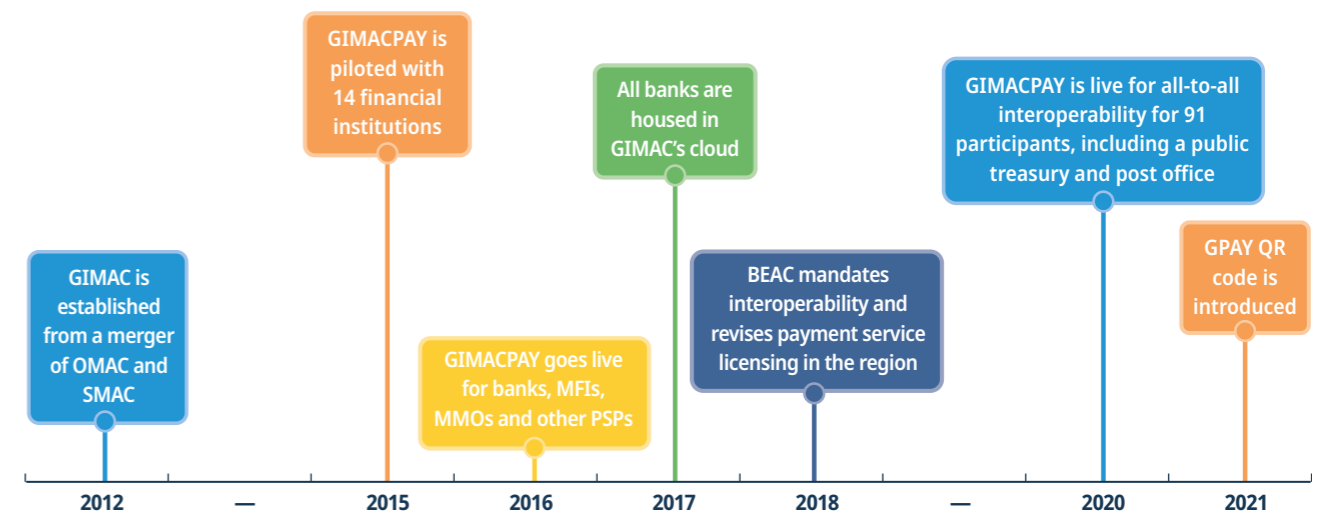 GIMACPAY is
piloted with
14 financial
institutions
All banks are
housed in
GIMAC's cloud
GIMACPAY is live for all-to-all
interoperability for 91
participants, including a public
treasury and post office
GIMAC is
established
from a merger
of OMAC and
SMAC
GIMACPAY goes live
for banks, MFIs,
MMOs and other PSPs
BEAC mandates
interoperability and
revises payment service
licensing in the region
GPAY QR
code is
introduced
2012 — 2015 2016 2017 2018 — 2020 2021